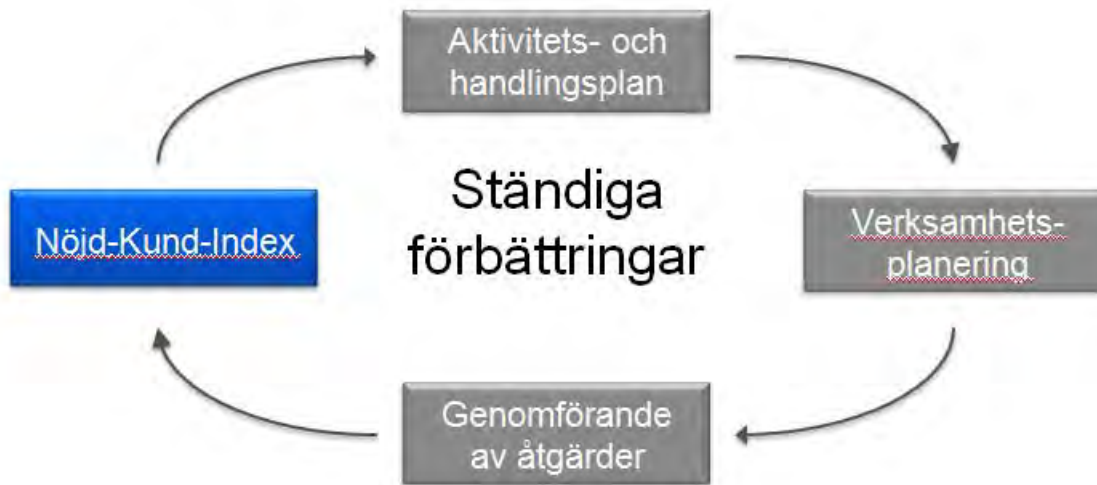 Aktivitets- och
handlingsplan
Ständiga
förbättringar
Nöjd-Kund-Index
Verksamhets-
planering
Genomförande
av åtgärder